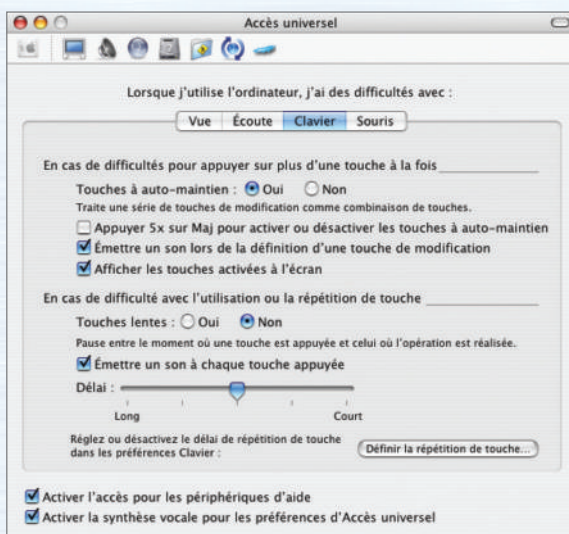 Accès universel
Lorsque j'utilise l'ordinateur, j'ai des difficultés avec :
Vue Écoute Clavier Souris
En cas de difficultés pour appuyer sur plus d'une touche à la fois
Touches à auto-maintien : Oui Non
Traite une série de touches de modification comme combinaison de touches.
Appuyer 5x sur Maj pour activer ou désactiver les touches à auto-maintien
Émettre un son lors de la définition d'une touche de modification
Afficher les touches activées à l'écran
En cas de difficulté avec l'utilisation ou la répétition de touche
Touches lentes : Oui Non
Pause entre le moment où une touche est appuyée et celui où l'opération est réalisée.
Émettre un son à chaque touche appuyée
Délai :
Long Court
Réglez ou désactivez le délai de répétition de touche
dans les préférences Clavier :
Définir la répétition de touche...
Activer l'accès pour les périphériques d'aide
Activer la synthèse vocale pour les préférences d'Accès universel